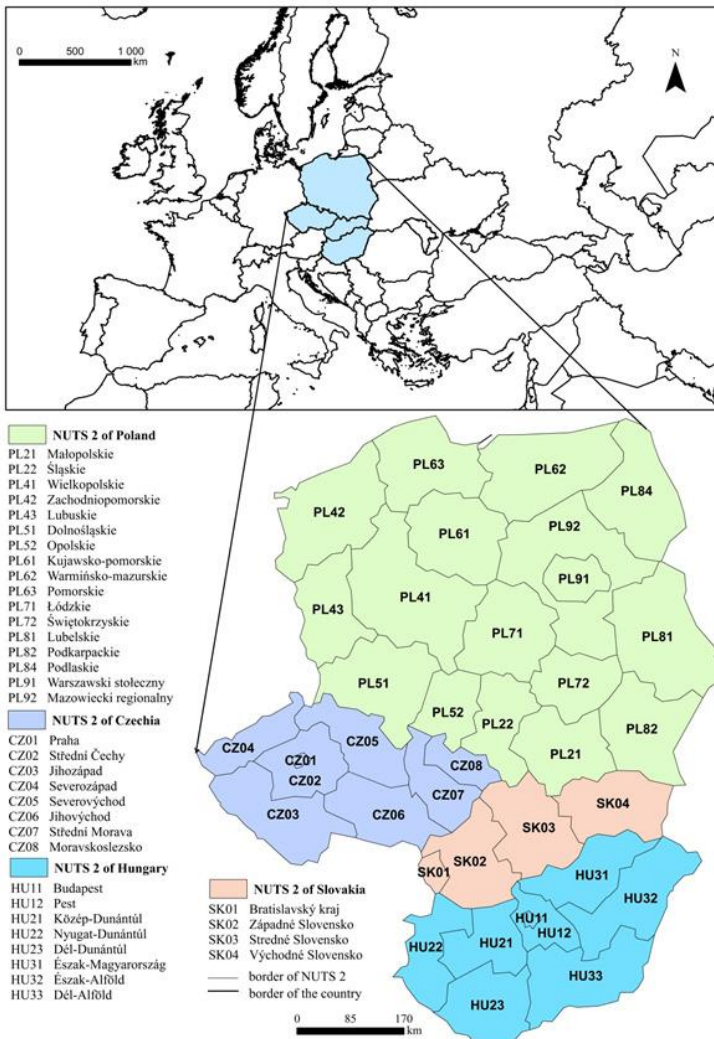 0 500 1 000
km
N
NUTS 2 of Poland
PL21 Małopolskie
PL22 Śląskie
PL41 Wielkopolskie
PL42 Zachodniopomorskie
PL43 Lubuskie
PL51 Dolnośląskie
PL52 Opolskie
PL61 Kujawsko-pomorskie
PL62 Warmińsko-mazurskie
PL63 Pomorskie
PL71 Łódzkie
PL72 Świętokrzyskie
PL81 Lubelskie
PL82 Podkarpackie
PL84 Podlaskie
PL91 Warszawski stołeczny
PL92 Mazowiecki regionalny
NUTS 2 of Czechia
CZ01 Praha
CZ02 Střední Čechy
CZ03 Jihozápad
CZ04 Severozápad
CZ05 Severovýchod
CZ06 Jihovýchod
CZ07 Střední Morava
CZ08 Moravskoslezsko
NUTS 2 of Hungary
HU11 Budapest
HU12 Pest
HU21 Közép-Dunántúl
HU22 Nyugat-Dunántúl
HU23 Dél-Dunántúl
HU31 Észak-Magyarország
HU32 Észak-Alföld
HU33 Dél-Alföld
NUTS 2 of Slovakia
SK01 Bratislavský kraj
SK02 Západné Slovensko
SK03 Stredné Slovensko
SK04 Východné Slovensko
border of NUTS 2
border of the country
0 85 170
km
PL63
PL62
PL84
PL42
PL61
PL92
PL91
PL43
PL41
PL71
PL81
PL51
PL72
PL52
PL22
PL82
PL21
CZ04
CZ05
CZ01
CZ08
CZ02
CZ07
CZ03
CZ06
SK04
SK03
SK02
SK01
HU31
HU32
HU11
HU12
HU22
HU21
HU33
HU23